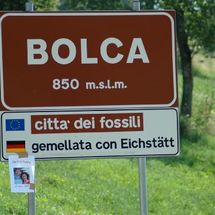 BOLCA
850 m.s.l.m.
citta' dei fossili
gemellata con Eichstätt